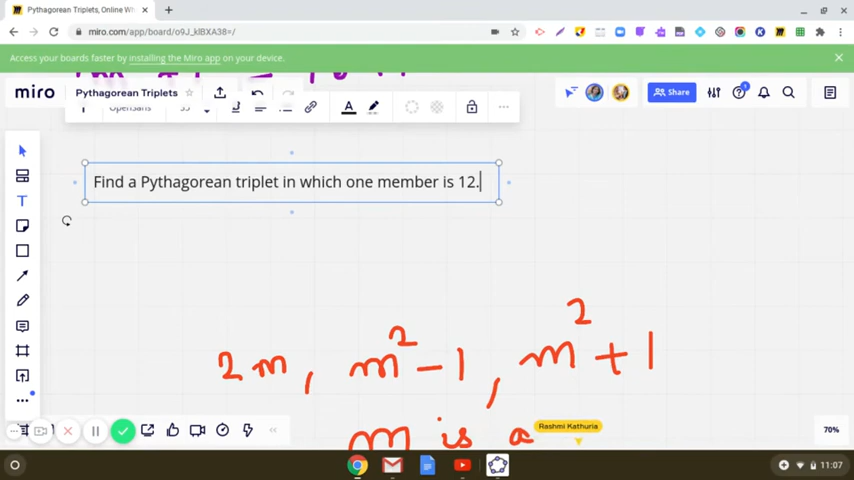 Pythagorean Triplets, Online Wh
miro.com/app/board/o9J_klBXA38=/
Access your boards faster by installing the Miro app on your device.
miro
Pythagorean Triplets
Share
OpenSans
Find a Pythagorean triplet in which one member is 12.
2m, m²-1, m²+1
m is a
Rashmi Kathuria
70%
11:07